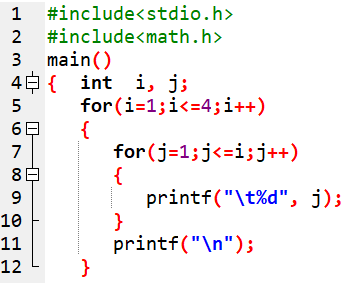 1 #include<stdio.h>
2 #include<math.h>
3 main()
4 { int i, j;
5 for(i=1;i<=4;i++)
6 {
7 for(j=1;j<=i;j++)
8 {
9 printf("\t%d", j);
10 }
11 printf("\n");
12 }